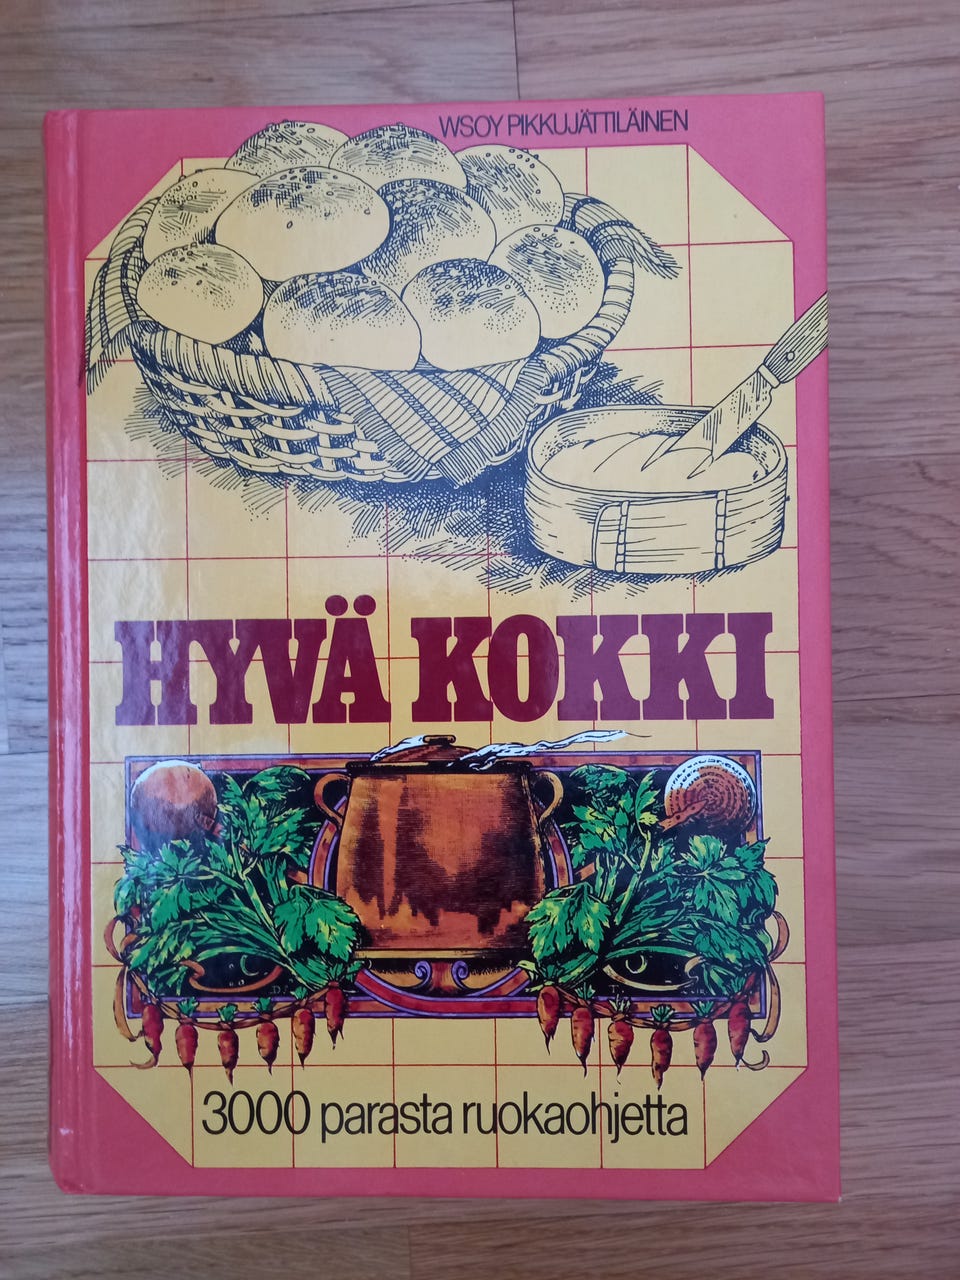 WSOY PIKKUJÄTTILÄINEN
HYVÄ KOKKI
3000 parasta ruokaohjetta